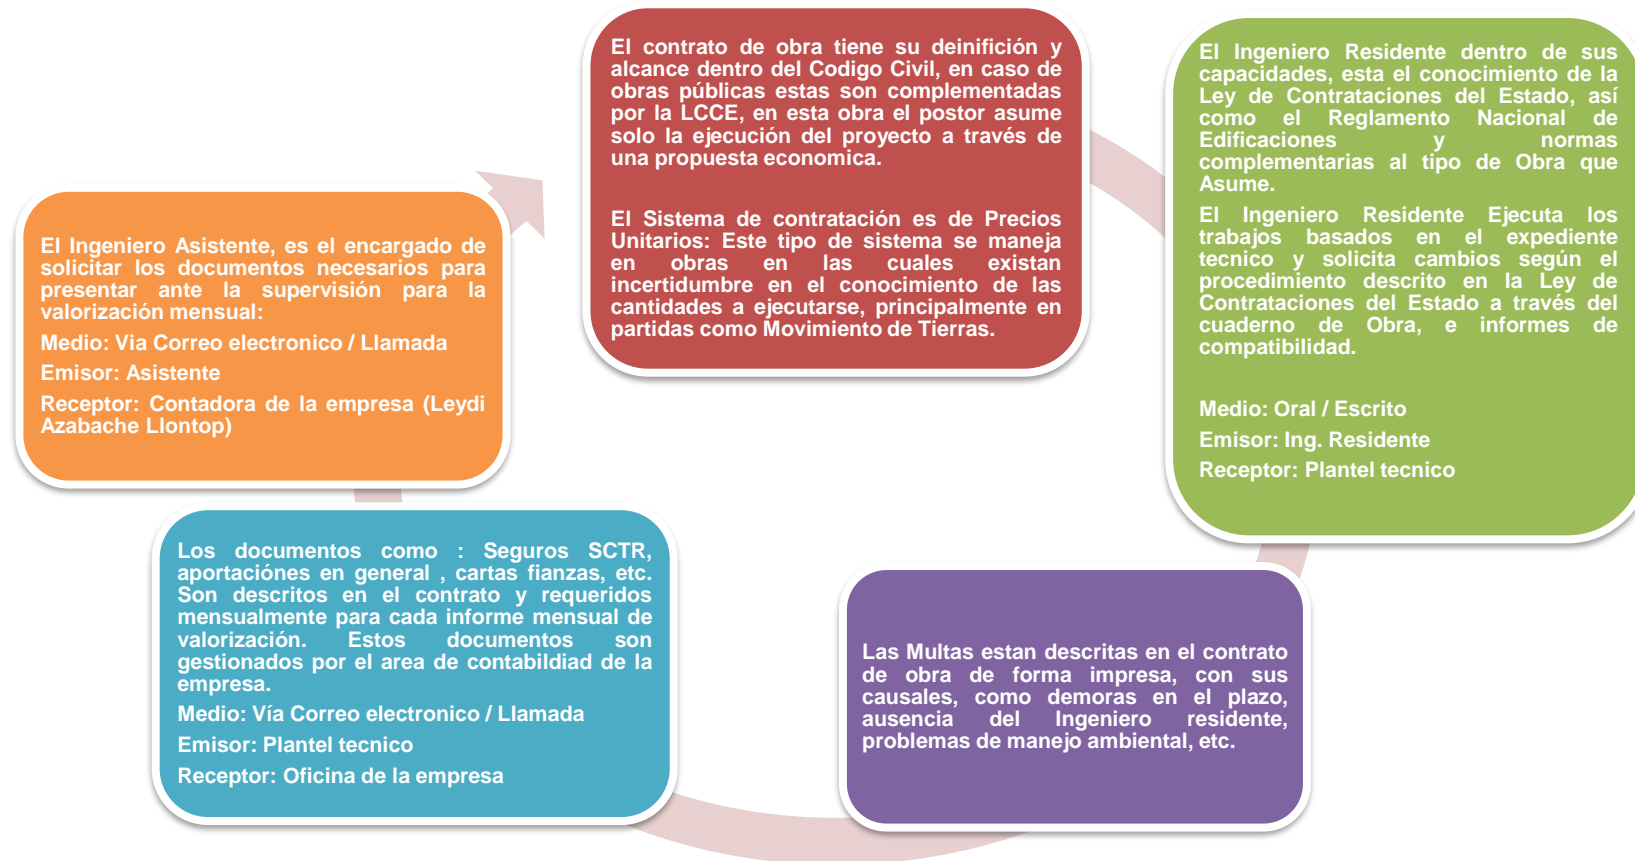 El contrato de obra tiene su deinifición y
alcance dentro del Codigo Civil, en caso de
obras públicas estas son complementadas
por la LCCE, en esta obra el postor asume
solo la ejecución del proyecto a través de
una propuesta economica.
El Sistema de contratación es de Precios
Unitarios: Este tipo de sistema se maneja
en obras en las cuales existan
incertidumbre en el conocimiento de las
cantidades a ejecutarse, principalmente en
partidas como Movimiento de Tierras.
El Ingeniero Residente dentro de sus
capacidades, esta el conocimiento de la
Ley de Contrataciones del Estado, así
como el Reglamento Nacional de
Edificaciones y normas
complementarias al tipo de Obra que
Asume.
El Ingeniero Residente Ejecuta los
trabajos basados en el expediente
tecnico y solicita cambios según el
procedimiento descrito en la Ley de
Contrataciones del Estado a través del
cuaderno de Obra, e informes de
compatibilidad.
Medio: Oral / Escrito
Emisor: Ing. Residente
Receptor: Plantel tecnico
Las Multas estan descritas en el contrato
de obra de forma impresa, con sus
causales, como demoras en el plazo,
ausencia del Ingeniero residente,
problemas de manejo ambiental, etc.
Los documentos como : Seguros SCTR,
aportaciónes en general , cartas fianzas, etc.
Son descritos en el contrato y requeridos
mensualmente para cada informe mensual de
valorización. Estos documentos son
gestionados por el area de contabildiad de la
empresa.
Medio: Vía Correo electronico / Llamada
Emisor: Plantel tecnico
Receptor: Oficina de la empresa
El Ingeniero Asistente, es el encargado de
solicitar los documentos necesarios para
presentar ante la supervisión para la
valorización mensual:
Medio: Via Correo electronico / Llamada
Emisor: Asistente
Receptor: Contadora de la empresa (Leydi
Azabache Llontop)